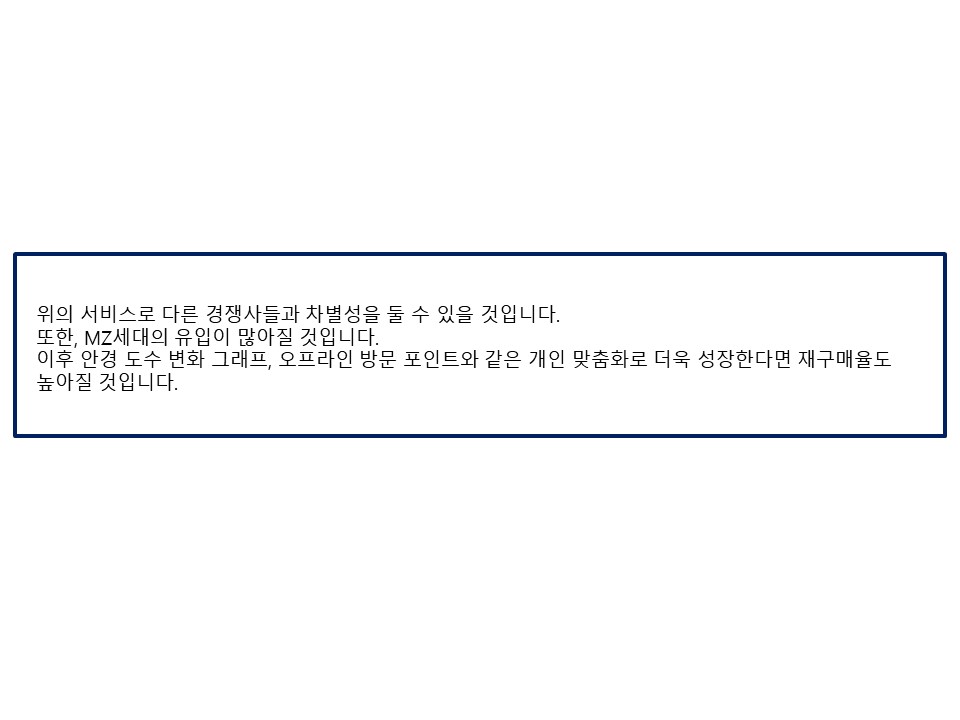 위의 서비스로 다른 경쟁사들과 차별성을 둘 수 있을 것입니다.
또한, MZ세대의 유입이 많아질 것입니다.
이후 안경 도수 변화 그래프, 오프라인 방문 포인트와 같은 개인 맞춤화로 더욱 성장한다면 재구매율도
높아질 것입니다.